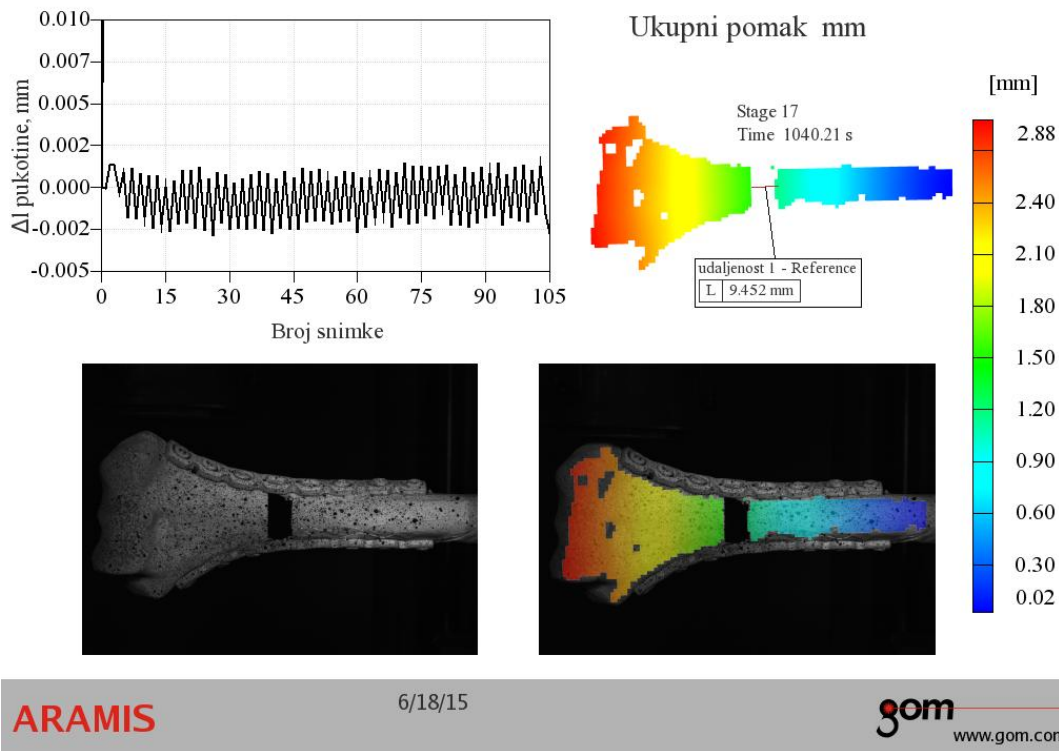 0.010
0.007
0.005
0.002
0.000
-0.002
-0.005
Δl pukotine, mm
0 15 30 45 60 75 90 105
Broj snimke
Ukupni pomak mm
Stage 17
Time 1040.21 s
udaljenost 1 - Reference
L 9.452 mm
[mm]
2.88
2.40
2.10
1.80
1.50
1.20
0.90
0.60
0.30
0.02
ARAMIS
6/18/15
gom
www.gom.com